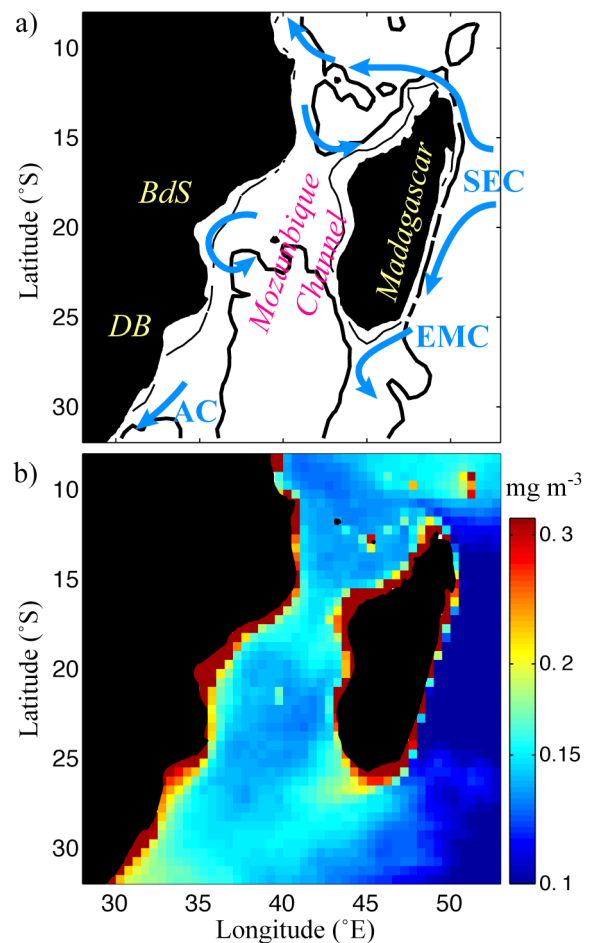 a)
10
15
20
25
30
Latitude (˚S)
BdS
DB
Mozambique
Channel
Madagascar
SEC
EMC
AC
b)
10
15
20
25
30
Latitude (˚S)
mg m-3
0.3
0.2
0.15
0.1
30
35
40
45
50
Longitude (˚E)